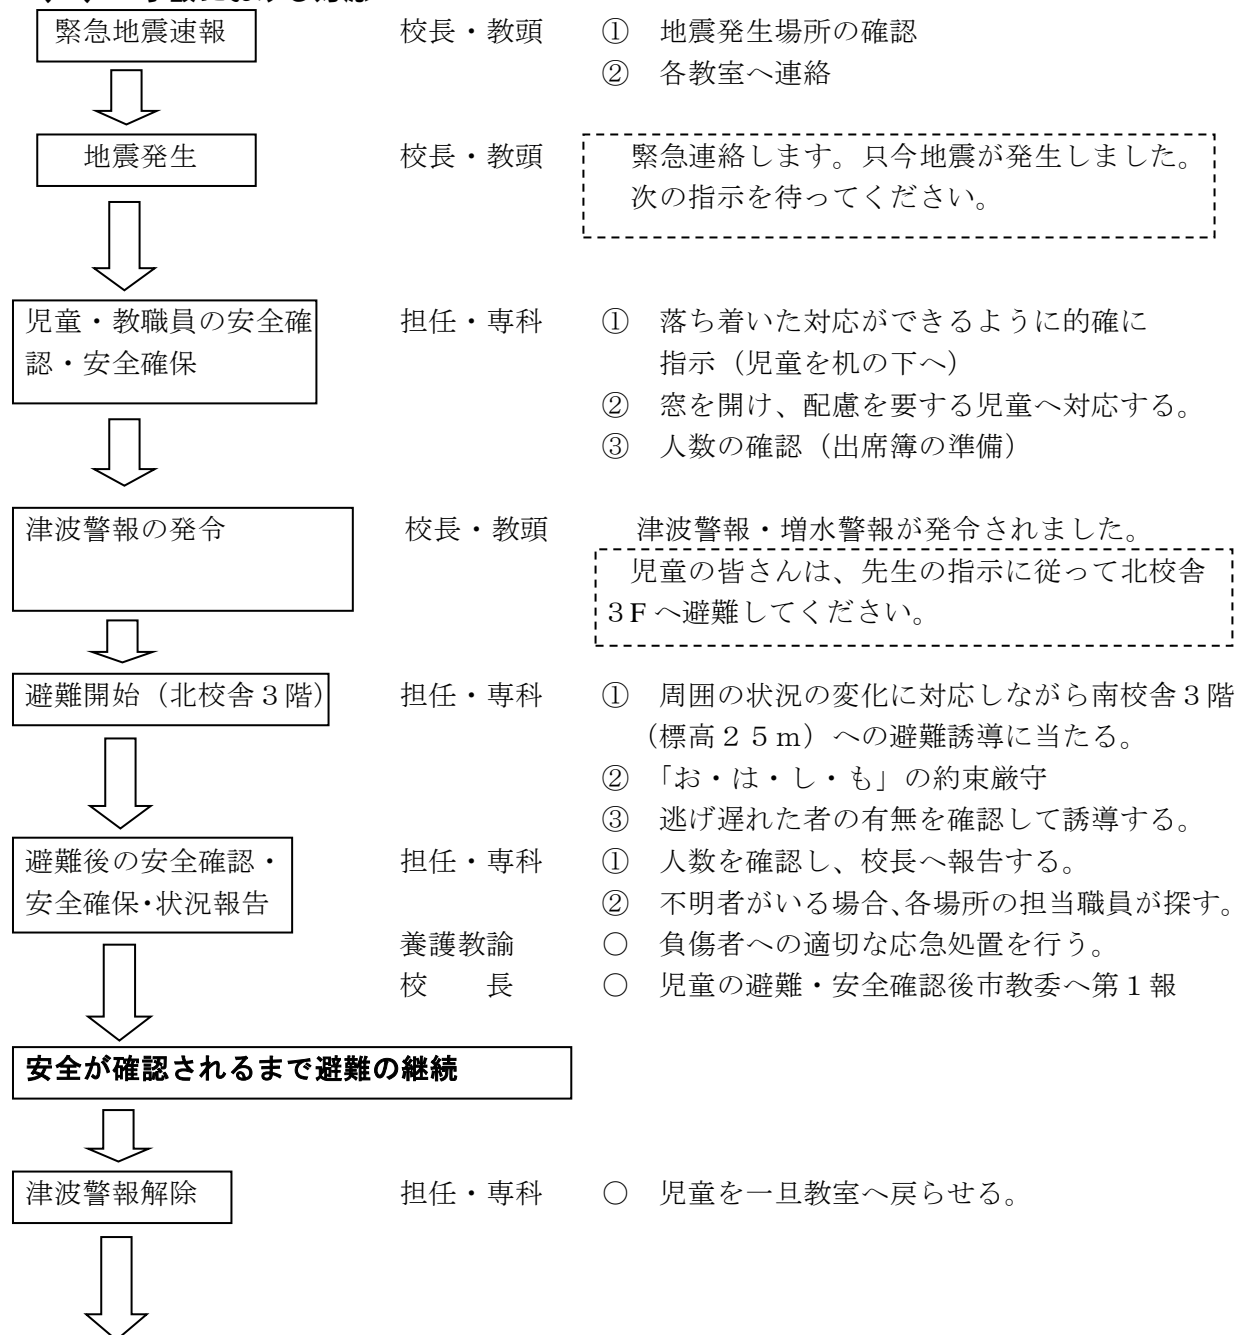 緊急地震速報　校長・教頭　①　地震発生場所の確認
②　各教室へ連絡
地震発生　校長・教頭　緊急連絡します。只今地震が発生しました。
次の指示を待ってください。
児童・教職員の安全確　担任・専科　①　落ち着いた対応ができるように的確に
認・安全確保　指示（児童を机の下へ）
②　窓を開け、配慮を要する児童へ対応する。
③　人数の確認（出席簿の準備）
津波警報の発令　校長・教頭　津波警報・増水警報が発令されました。
児童の皆さんは、先生の指示に従って北校舎
３F へ避難してください。
避難開始（北校舎３階）　担任・専科　①　周囲の状況の変化に対応しながら南校舎３階
（標高２５ｍ）への避難誘導に当たる。
②　「お・は・し・も」の約束厳守
③　逃げ遅れた者の有無を確認して誘導する。
避難後の安全確認・　担任・専科　①　人数を確認し、校長へ報告する。
安全確保・状況報告　②　不明者がいる場合、各場所の担当職員が探す。
養護教諭　○　負傷者への適切な応急処置を行う。
校　　長　○　児童の避難・安全確認後市教委へ第１報
安全が確認されるまで避難の継続
津波警報解除　担任・専科　○　児童を一旦教室へ戻らせる。